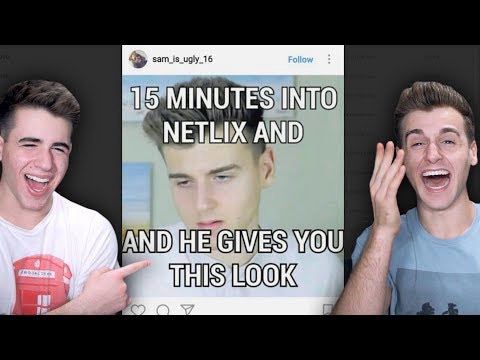 sam_is_ugly_16
Follow
15 MINUTES INTO
NETLIX AND
AND HE GIVES YOU
THIS LOOK